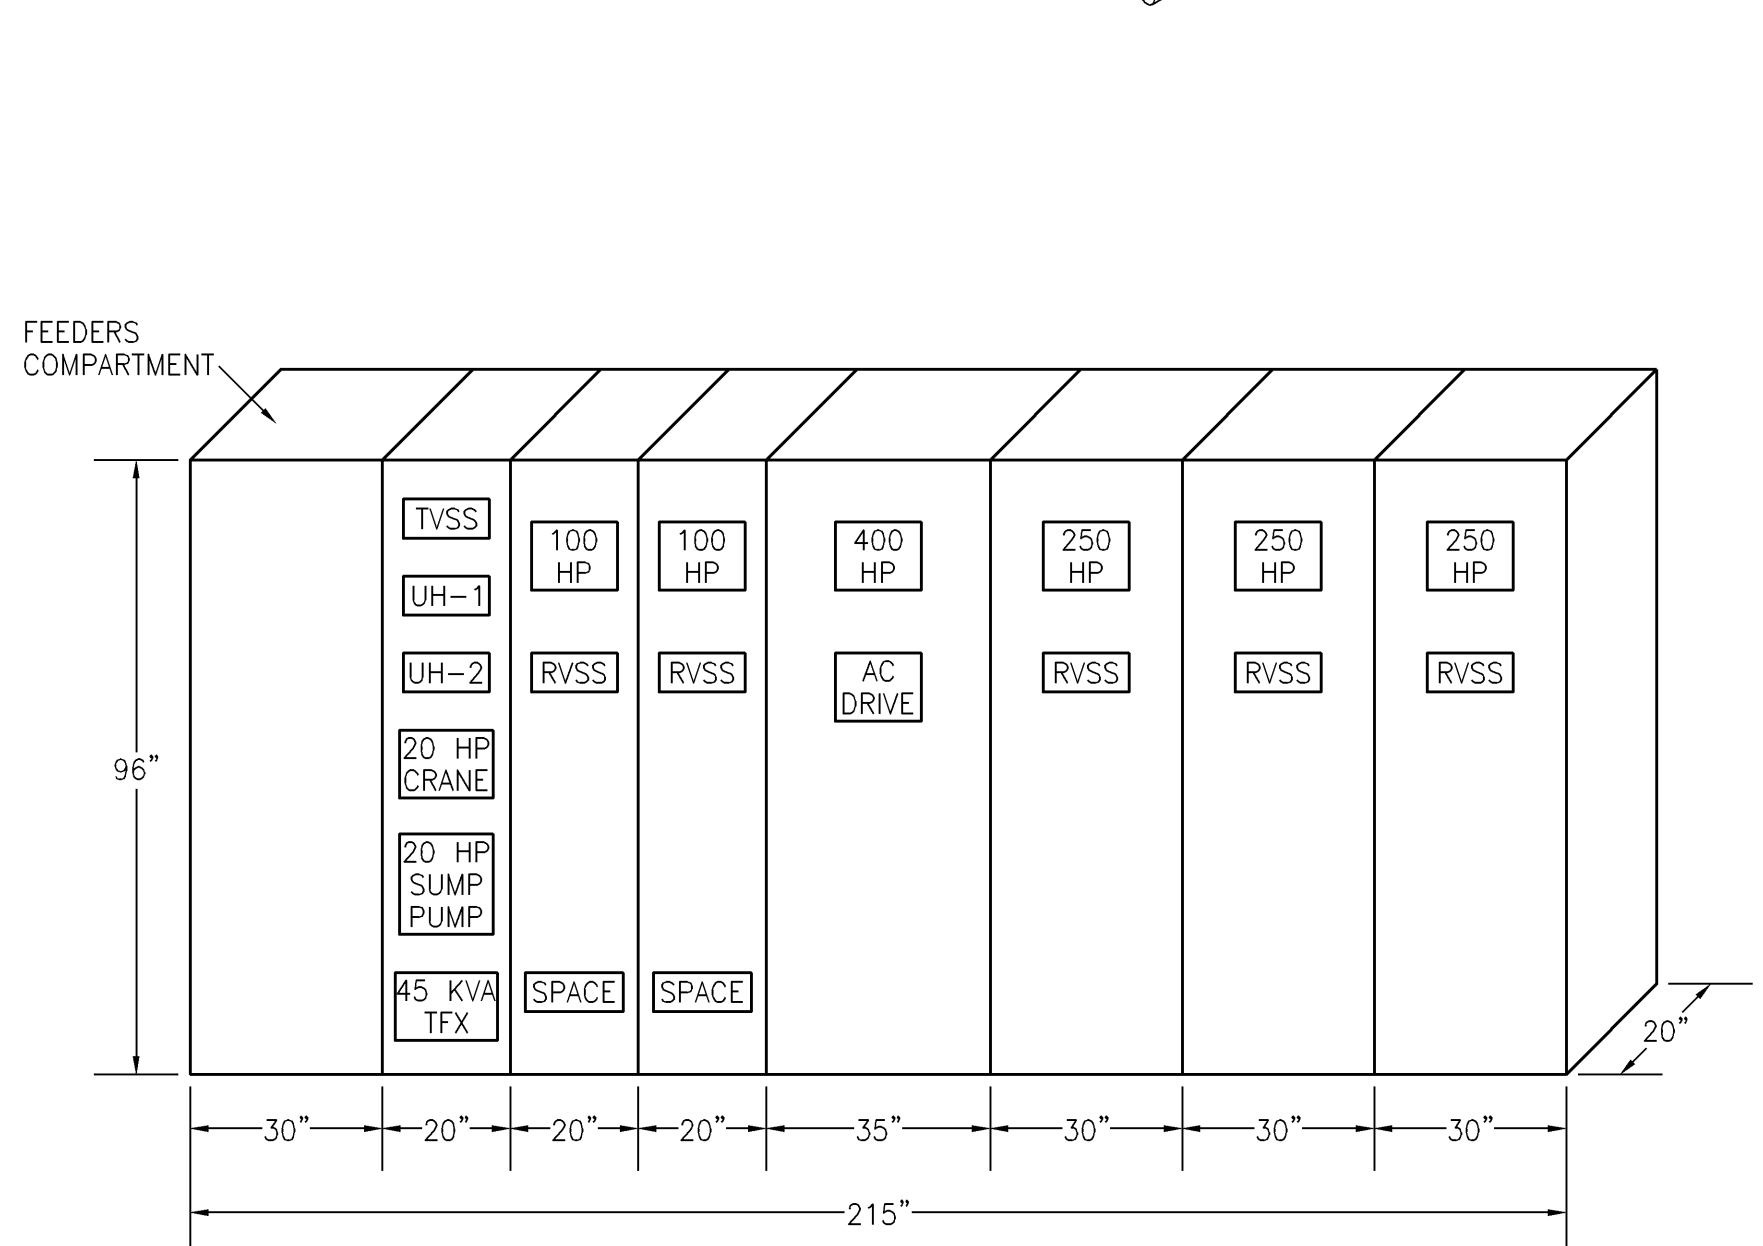 FEEDERS
COMPARTMENT
TVSS
UH-1
UH-2
20 HP
CRANE
20 HP
SUMP
PUMP
45 KVA
TFX
100
HP
RVSS
SPACE
100
HP
RVSS
SPACE
400
HP
AC
DRIVE
250
HP
RVSS
250
HP
RVSS
250
HP
RVSS
96”
20”
30”
20”
20”
20”
35”
30”
30”
30”
215”